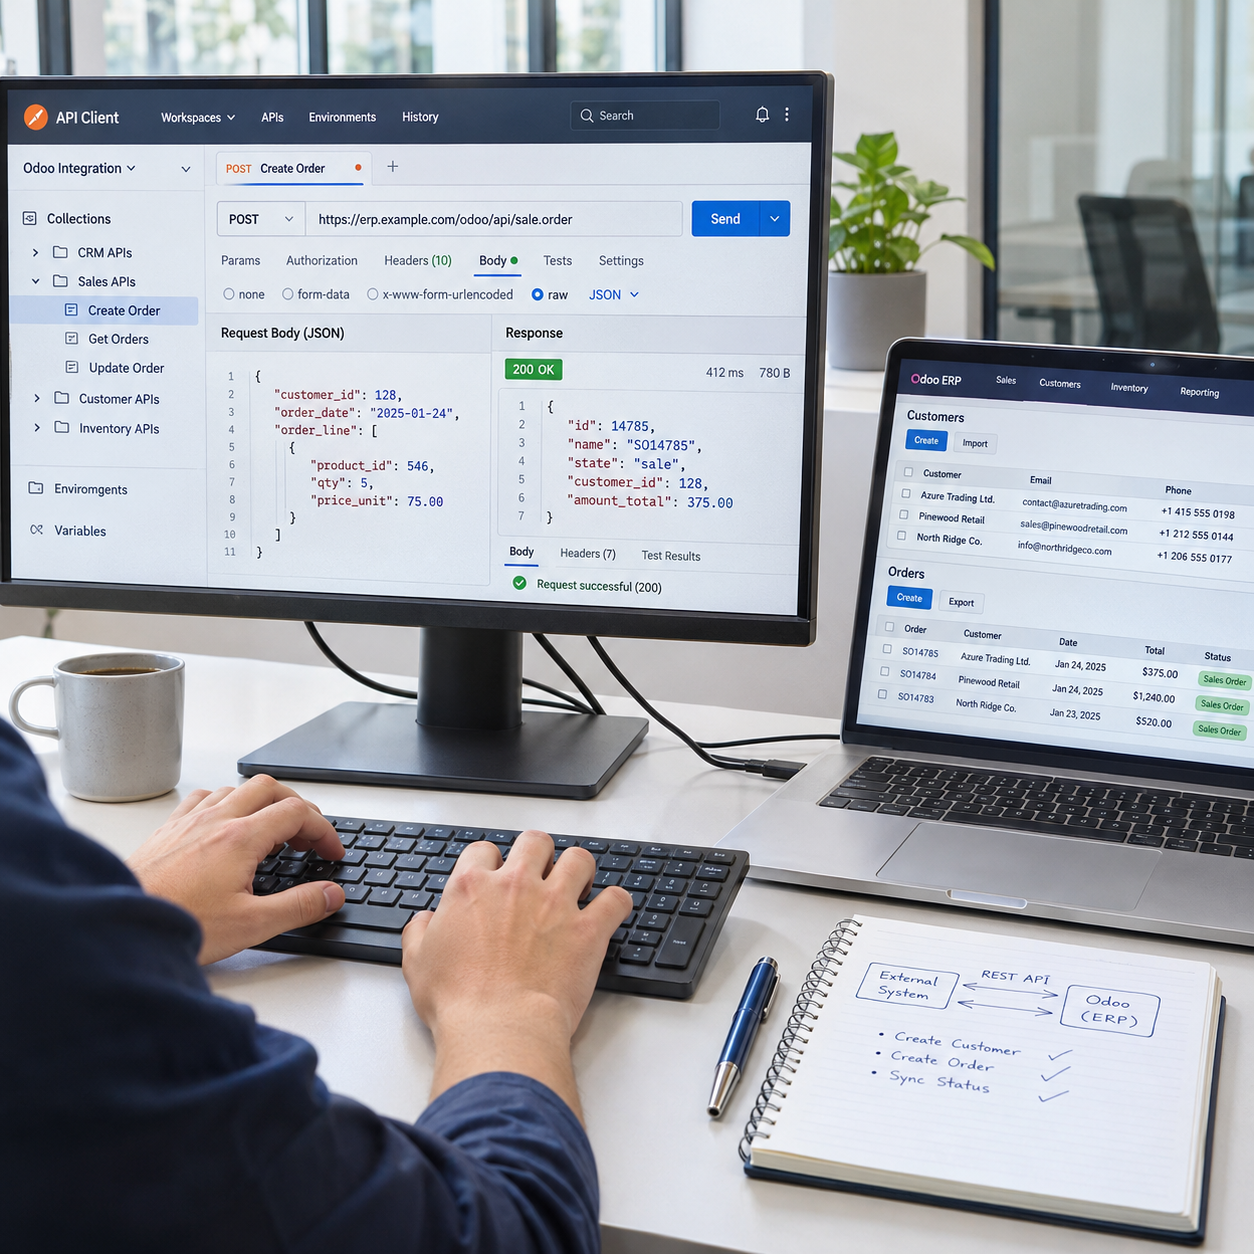 API Client
Workspaces
APIs
Environments
History
Search
Odoo Integration
POST Create Order
+
Collections
CRM APIs
Sales APIs
Create Order
Get Orders
Update Order
Customer APIs
Inventory APIs
Enviromgents
Variables
POST
https://erp.example.com/odoo/api/sale.order
Send
Params Authorization Headers (10) Body Tests Settings
none form-data x-www-form-urlencoded raw JSON
Request Body (JSON)
1 {
2 "customer_id": 128,
3 "order_date": "2025-01-24",
4 "order_line": [
5 {
6 "product_id": 546,
7 "qty": 5,
8 "price_unit": 75.00
9 }
10 ]
11 }
Response
200 OK 412 ms 780 B
1 {
2 "id": 14785,
3 "name": "SO14785",
4 "state": "sale",
5 "customer_id": 128,
6 "amount_total": 375.00
7 }
Body Headers (7) Test Results
Request successful (200)
Odoo ERP Sales Customers Inventory Reporting
Customers
Create Import
Customer Email Phone
Azure Trading Ltd. contact@azuretrading.com +1 415 555 0198
Pinewood Retail sales@pinewoodretail.com +1 212 555 0144
North Ridge Co. info@northridgeco.com +1 206 555 0177
Orders
Create Export
Order Customer Date Total Status
SO14785 Azure Trading Ltd. Jan 24, 2025 $375.00 Sales Order
SO14784 Pinewood Retail Jan 24, 2025 $1,240.00 Sales Order
SO14783 North Ridge Co. Jan 23, 2025 $520.00 Sales Order
External
System
REST API
Odoo
(ERP)
• Create Customer ✓
• Create Order ✓
• Sync Status ✓